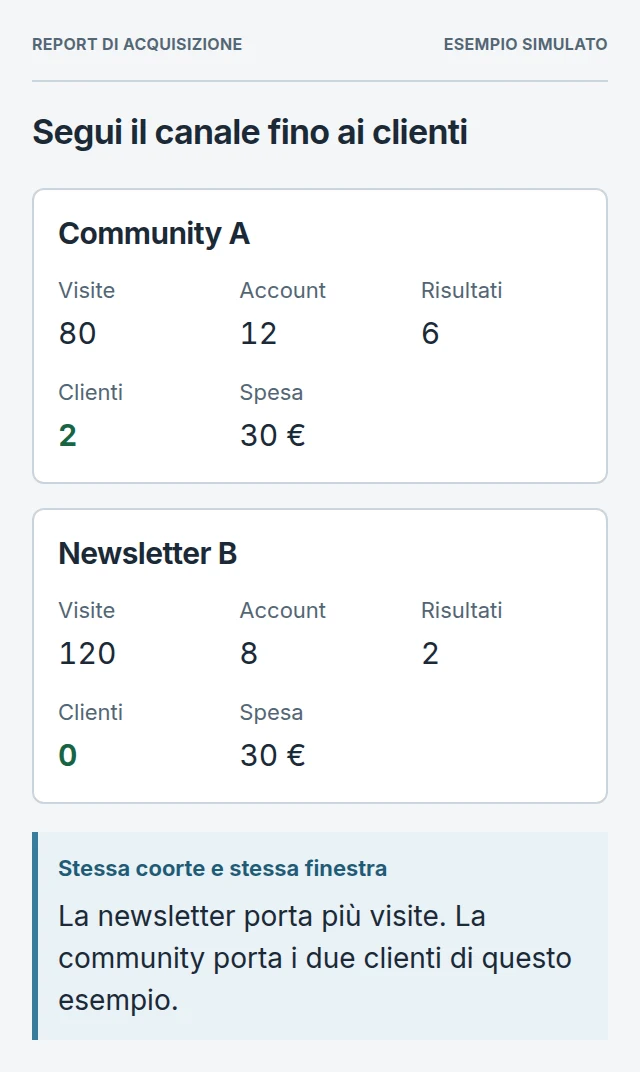 REPORT DI ACQUISIZIONE
ESEMPIO SIMULATO
Segui il canale fino ai clienti
Community A
Visite Account Risultati
80 12 6
Clienti Spesa
2 30 €
Newsletter B
Visite Account Risultati
120 8 2
Clienti Spesa
0 30 €
Stessa coorte e stessa finestra
La newsletter porta più visite. La
community porta i due clienti di questo
esempio.